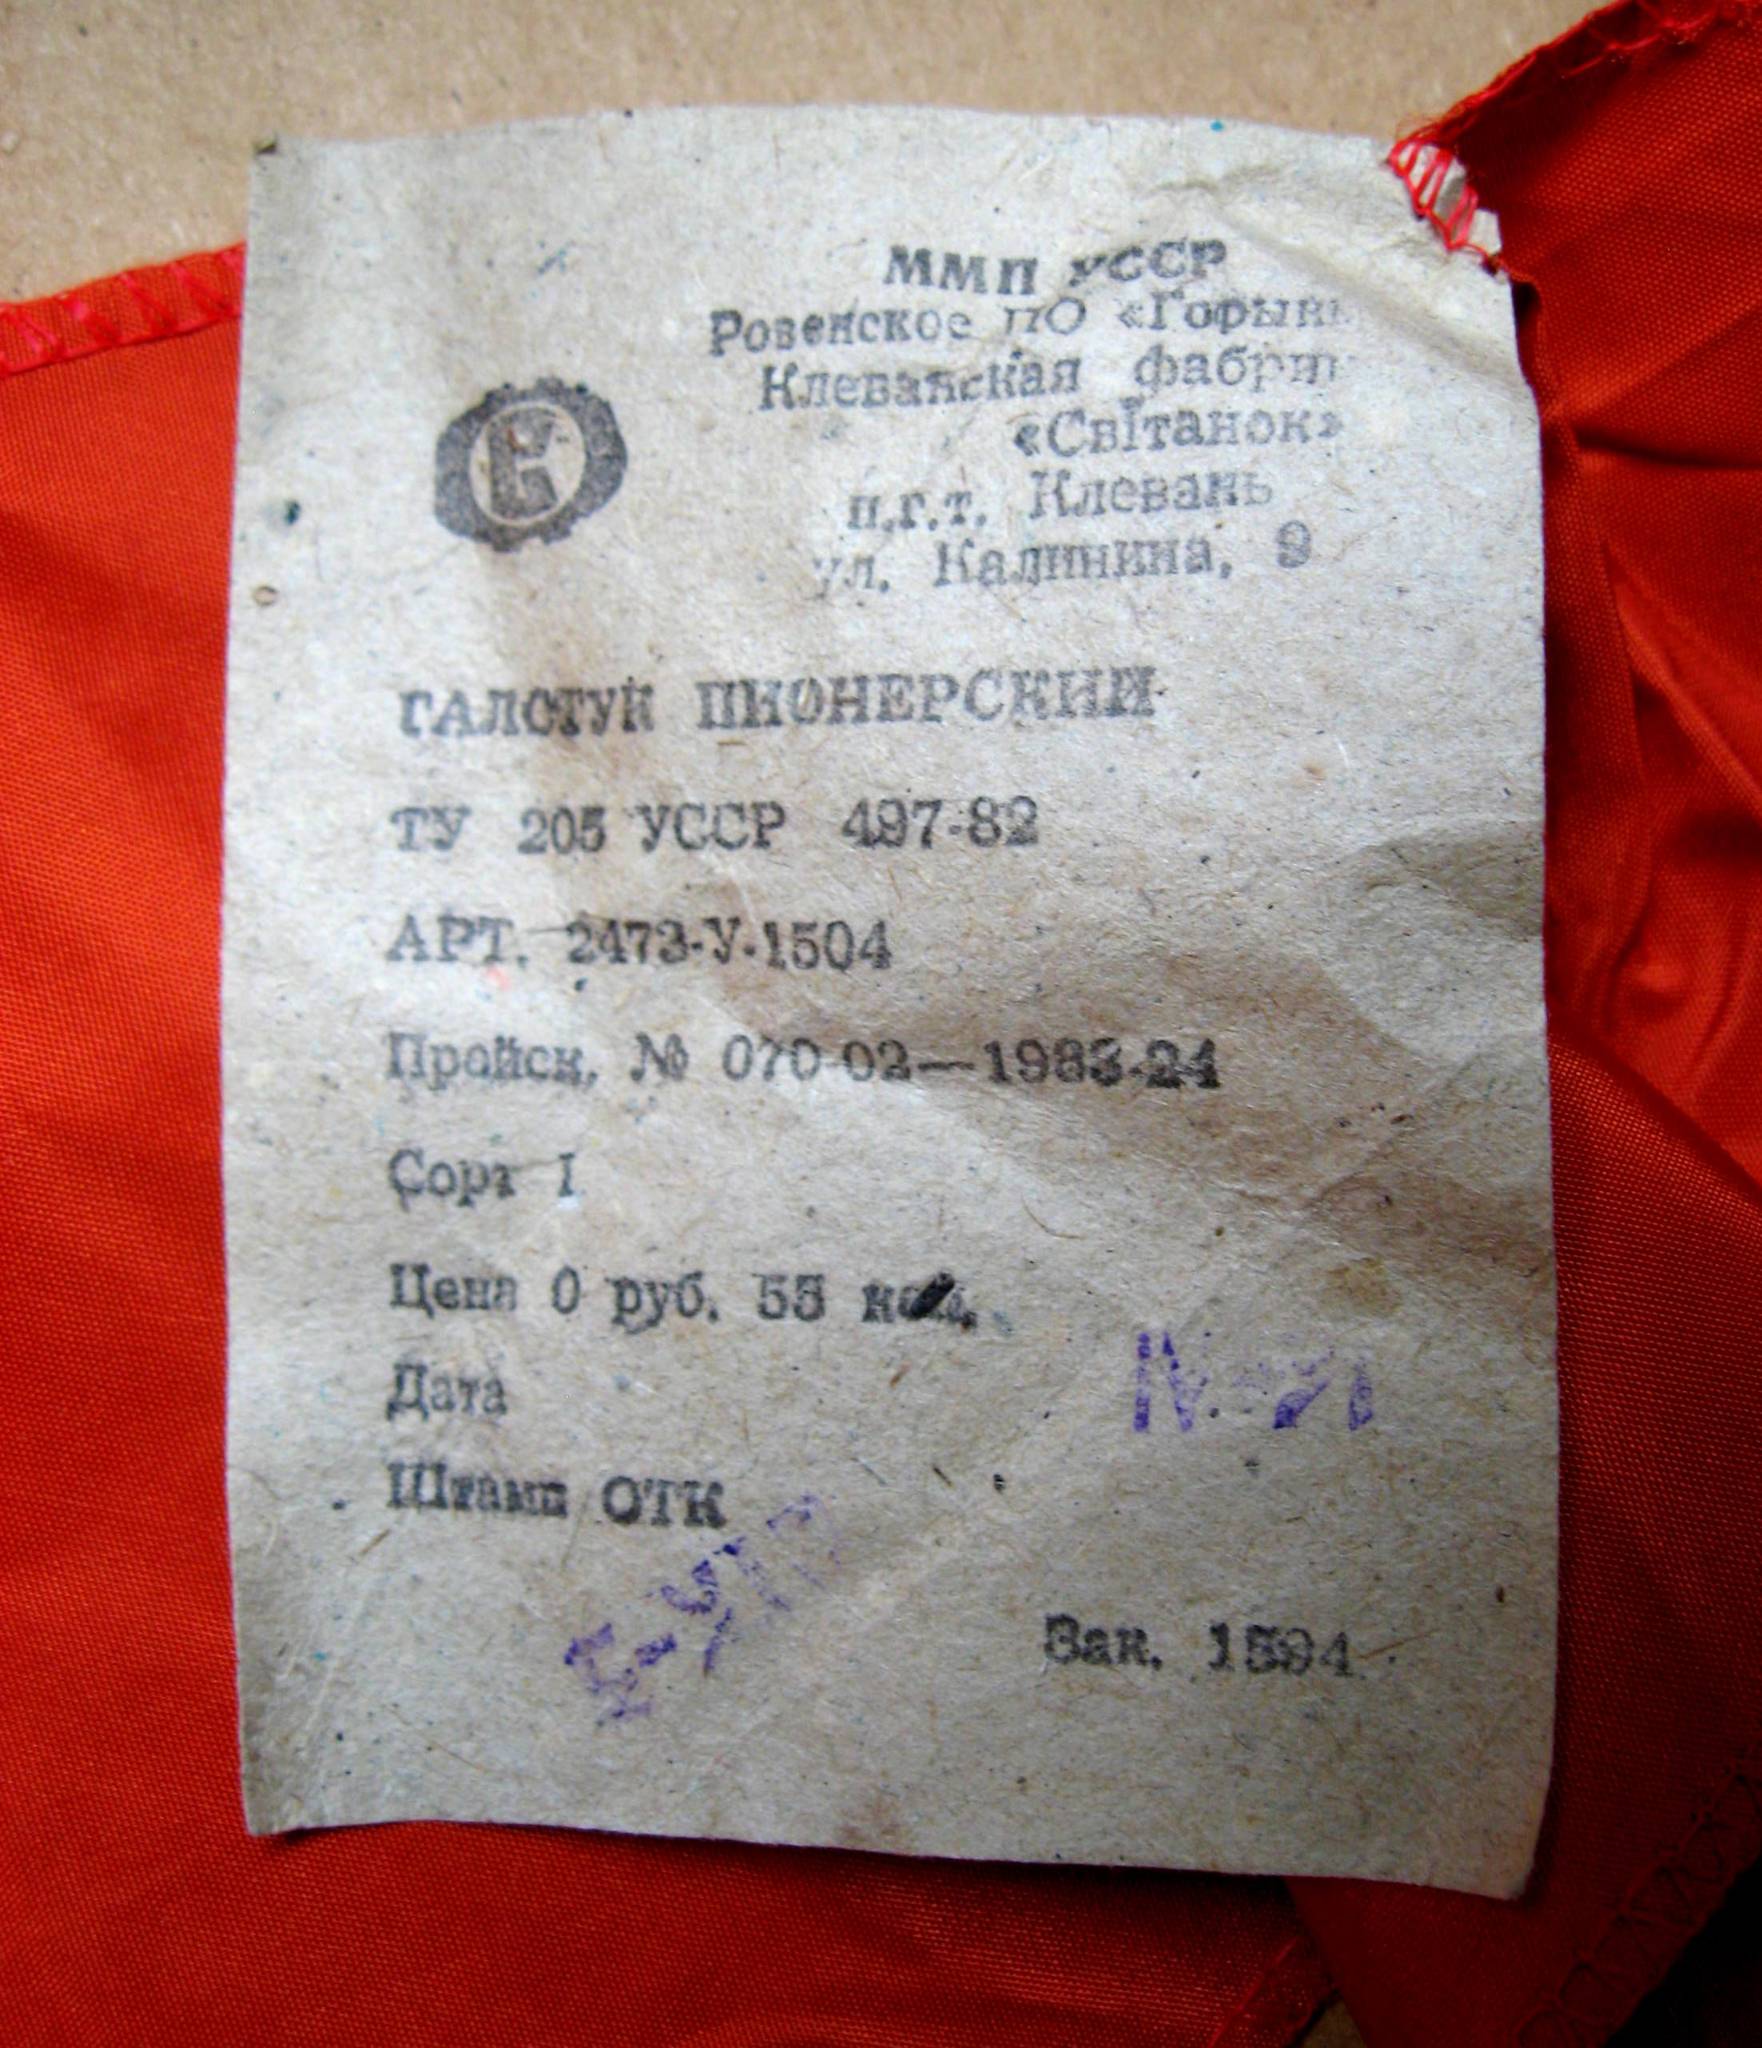 ММП УССР
Ровенское ПО «Горынь
Клеванская фабри
«Світанок»
п.г.т. Клевань
ул. Калинина, 9
ГАЛСТУК ПИОНЕРСКИЙ
ТУ 205 УССР 497-82
АРТ. 2473-У-1504
Прейск. № 070-02—1983-24
Сорт I
Цена 0 руб. 55 коп.
Дата
Штамп ОТК
Зак. 1594